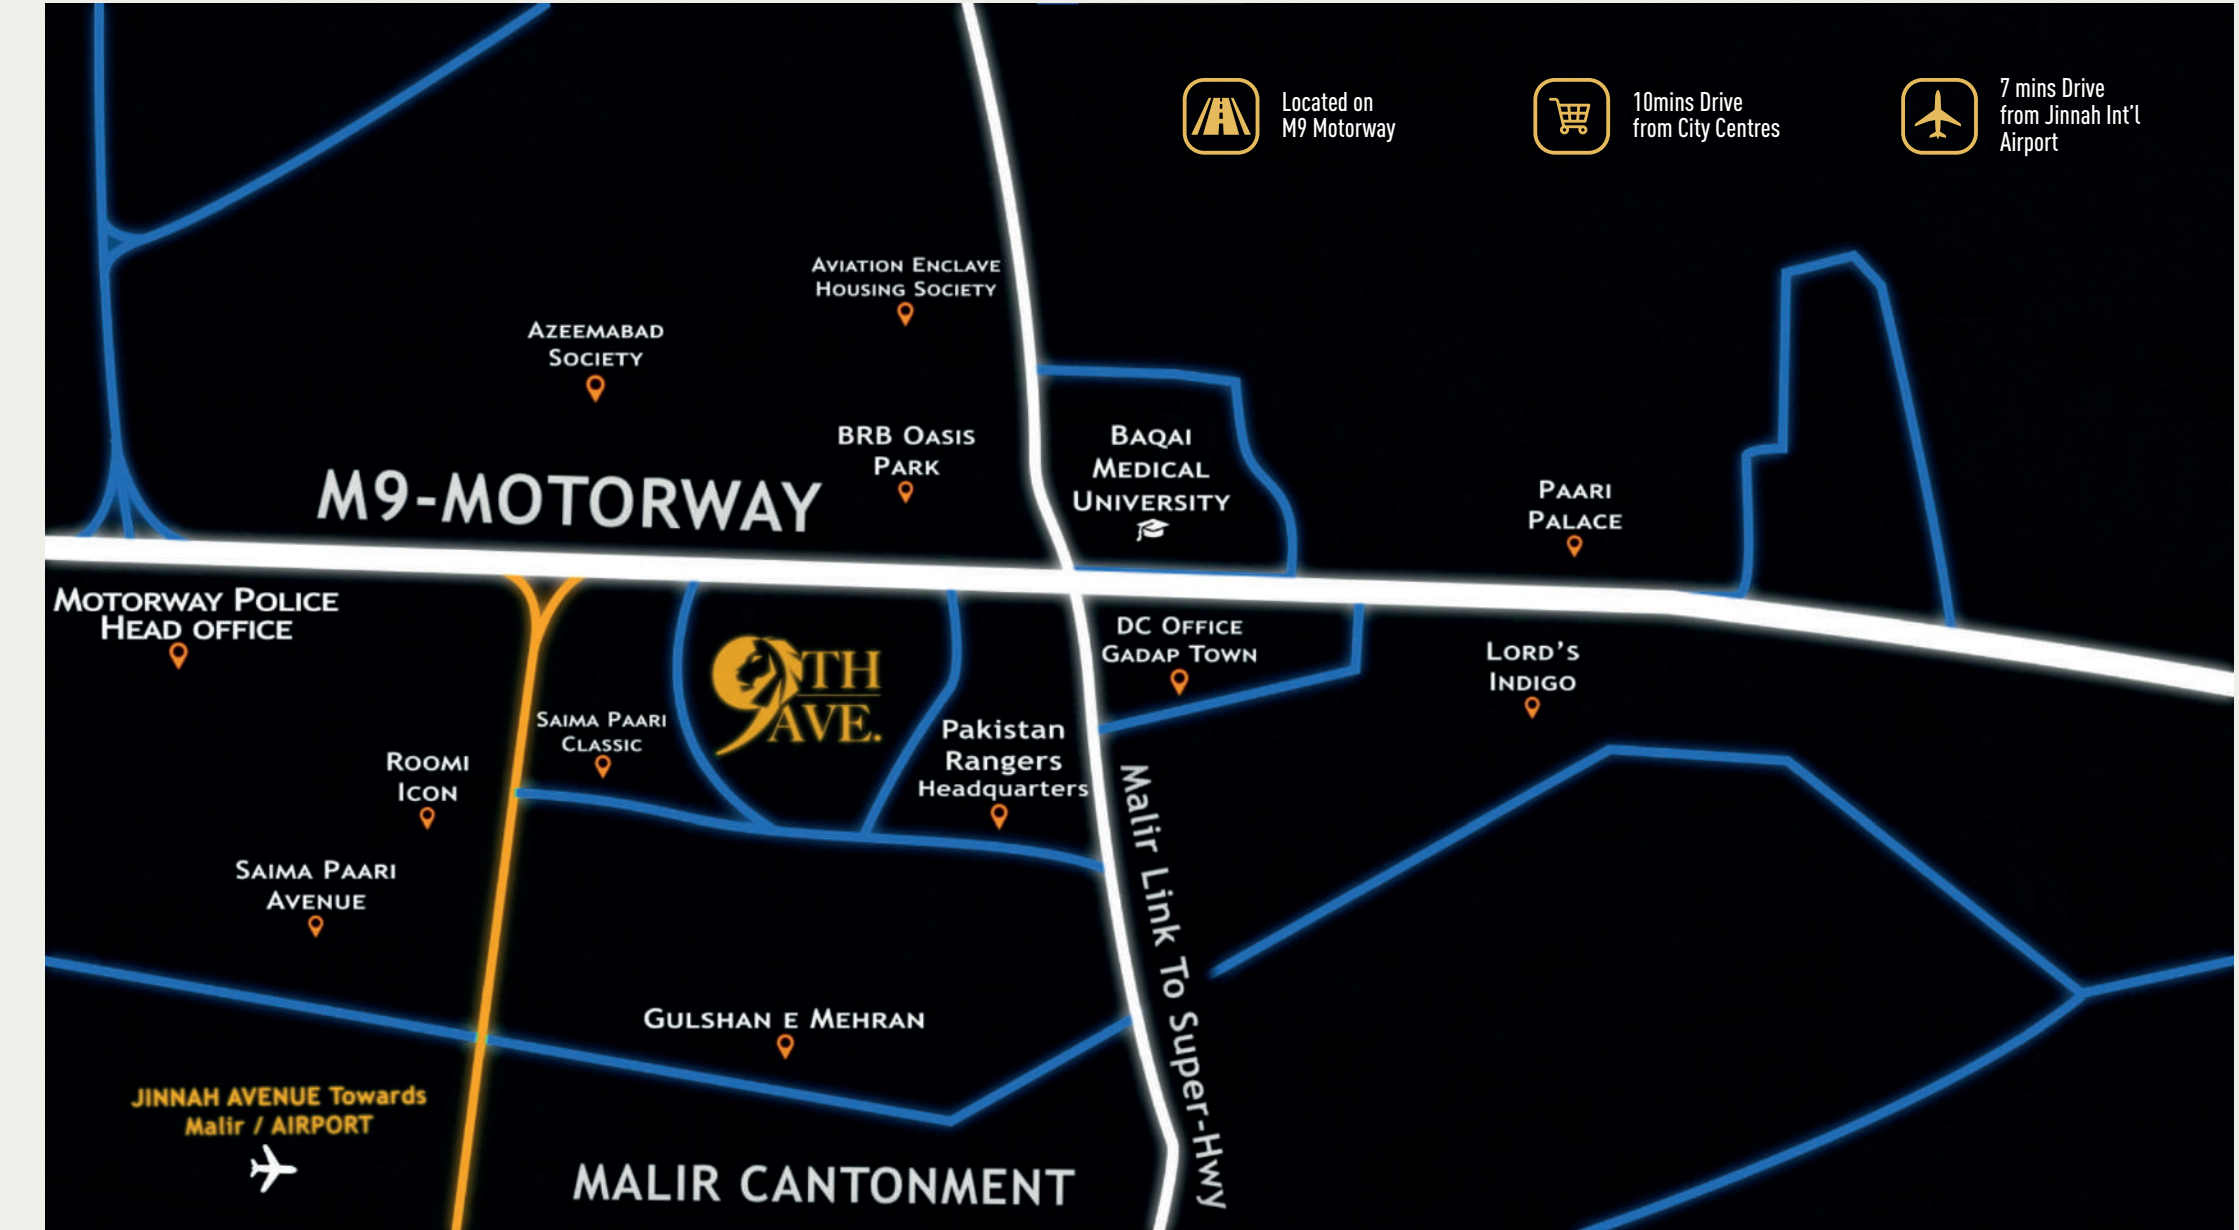 Located on
M9 Motorway
10mins Drive
from City Centres
7 mins Drive
from Jinnah Int'l
Airport
AVIATION ENCLAVE
HOUSING SOCIETY
AZEEMABAD
SOCIETY
BRB OASIS
PARK
BAQAI
MEDICAL
UNIVERSITY
M9-MOTORWAY
PAARI
PALACE
MOTORWAY POLICE
HEAD OFFICE
DC OFFICE
GADAP TOWN
LORD'S
INDIGO
9TH
AVE.
SAIMA PAARI
CLASSIC
Pakistan
Rangers
Headquarters
ROOMI
ICON
SAIMA PAARI
AVENUE
Malir Link To Super-Hwy
GULSHAN E MEHRAN
JINNAH AVENUE Towards
Malir / AIRPORT
MALIR CANTONMENT